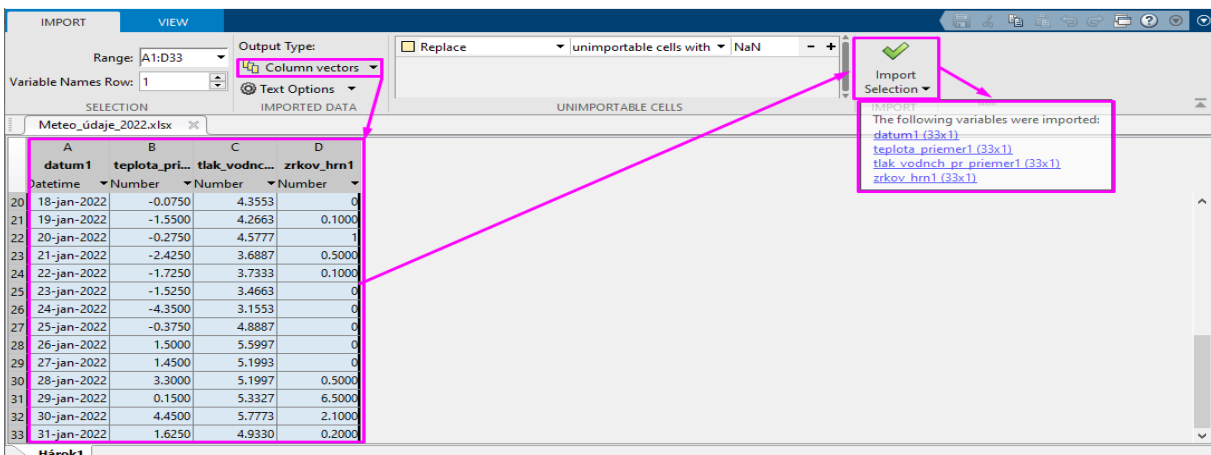 IMPORT VIEW
Range: A1:D33
Variable Names Row: 1
SELECTION
Output Type:
Column vectors
Text Options
IMPORTED DATA
Replace unimportable cells with NaN - +
UNIMPORTABLE CELLS
Import
Selection
IMPORT
The following variables were imported:
datum1 (33x1)
teplota_priemer1 (33x1)
tlak_vodnch_pr_priemer1 (33x1)
zrkov_hrn1 (33x1)
Meteo_údaje_2022.xlsx
A B C D
datum1 teplota_pri... tlak_vodnc... zrkov_hrn1
Datetime Number Number Number
20 18-jan-2022 -0.0750 4.3553 0
21 19-jan-2022 -1.5500 4.2663 0.1000
22 20-jan-2022 -0.2750 4.5777 1
23 21-jan-2022 -2.4250 3.6887 0.5000
24 22-jan-2022 -1.7250 3.7333 0.1000
25 23-jan-2022 -1.5250 3.4663 0
26 24-jan-2022 -4.3500 3.1553 0
27 25-jan-2022 -0.3750 4.8887 0
28 26-jan-2022 1.5000 5.5997 0
29 27-jan-2022 1.4500 5.1993 0
30 28-jan-2022 3.3000 5.1997 0.5000
31 29-jan-2022 0.1500 5.3327 6.5000
32 30-jan-2022 4.4500 5.7773 2.1000
33 31-jan-2022 1.6250 4.9330 0.2000
Hárok1